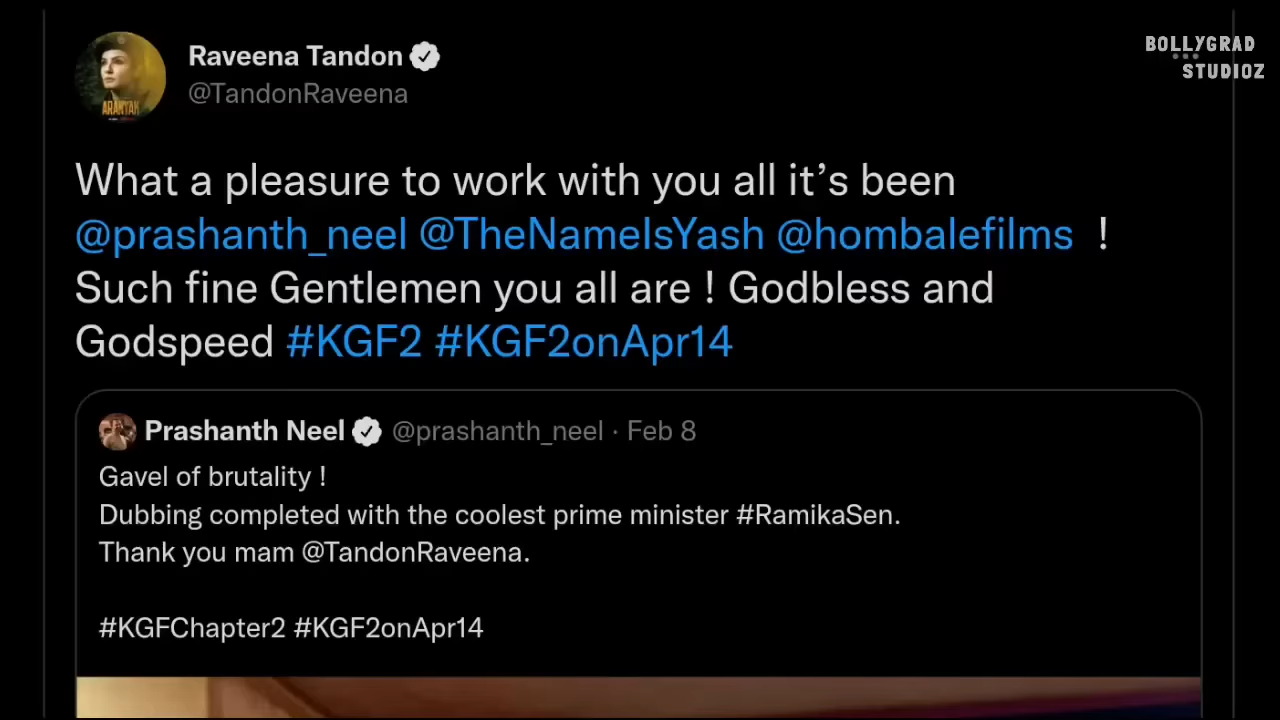 BOLLYGRAD
STUDIOZ
Raveena Tandon
@TandonRaveena
ARANYAK
What a pleasure to work with you all it’s been
@prashanth_neel @TheNameIsYash @hombalefilms !
Such fine Gentlemen you all are ! Godbless and
Godspeed #KGF2 #KGF2onApr14
Prashanth Neel @prashanth_neel · Feb 8
Gavel of brutality !
Dubbing completed with the coolest prime minister #RamikaSen.
Thank you mam @TandonRaveena.
#KGFChapter2 #KGF2onApr14